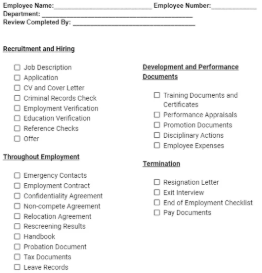 Employee Name:______________________ Employee Number:______________
Department:______________________________________
Review Completed By:______________________________
Recruitment and Hiring
☐ Job Description
☐ Application
☐ CV and Cover Letter
☐ Criminal Records Check
☐ Employment Verification
☐ Education Verification
☐ Reference Checks
☐ Offer
Throughout Employment
☐ Emergency Contacts
☐ Employment Contract
☐ Confidentiality Agreement
☐ Non-compete Agreement
☐ Relocation Agreement
☐ Rescreening Results
☐ Handbook
☐ Probation Document
☐ Tax Documents
☐ Leave Records
Development and Performance
Documents
☐ Training Documents and
Certificates
☐ Performance Appraisals
☐ Promotion Documents
☐ Disciplinary Actions
☐ Employee Expenses
Termination
☐ Resignation Letter
☐ Exit Interview
☐ End of Employment Checklist
☐ Pay Documents